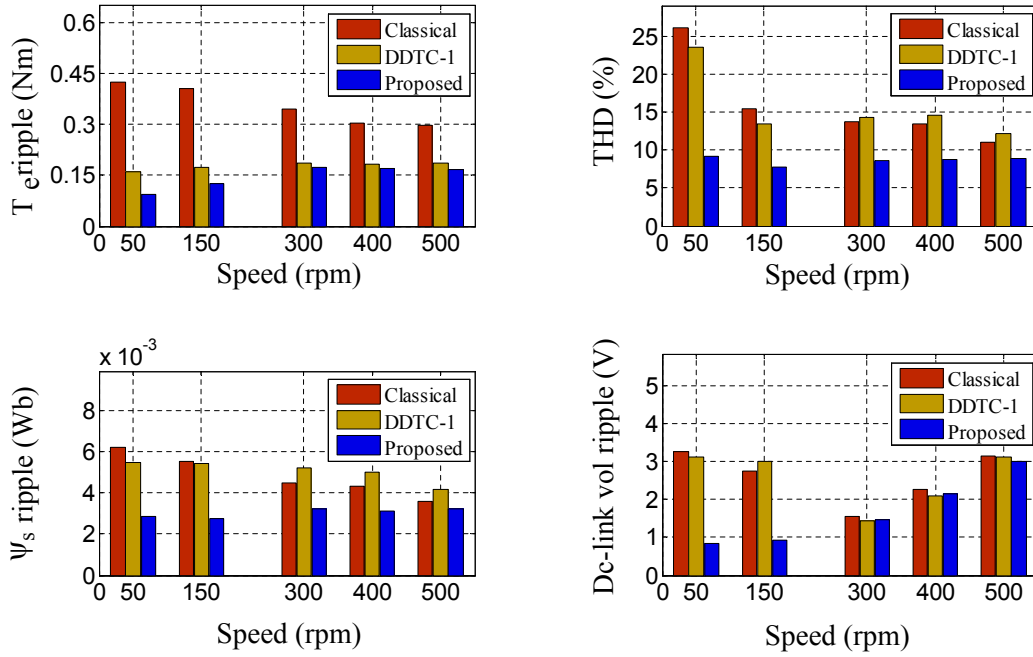 0.6
0.45
0.3
0.15
0
T e ripple (Nm)
Classical
DDTC-1
Proposed
0 50 150 300 400 500
Speed (rpm)
25
20
15
10
5
0
THD (%)
Classical
DDTC-1
Proposed
0 50 150 300 400 500
Speed (rpm)
x 10⁻³
8
6
4
2
0
Ψs ripple (Wb)
Classical
DDTC-1
Proposed
0 50 150 300 400 500
Speed (rpm)
5
4
3
2
1
0
Dc-link vol ripple (V)
Classical
DDTC-1
Proposed
0 50 150 300 400 500
Speed (rpm)